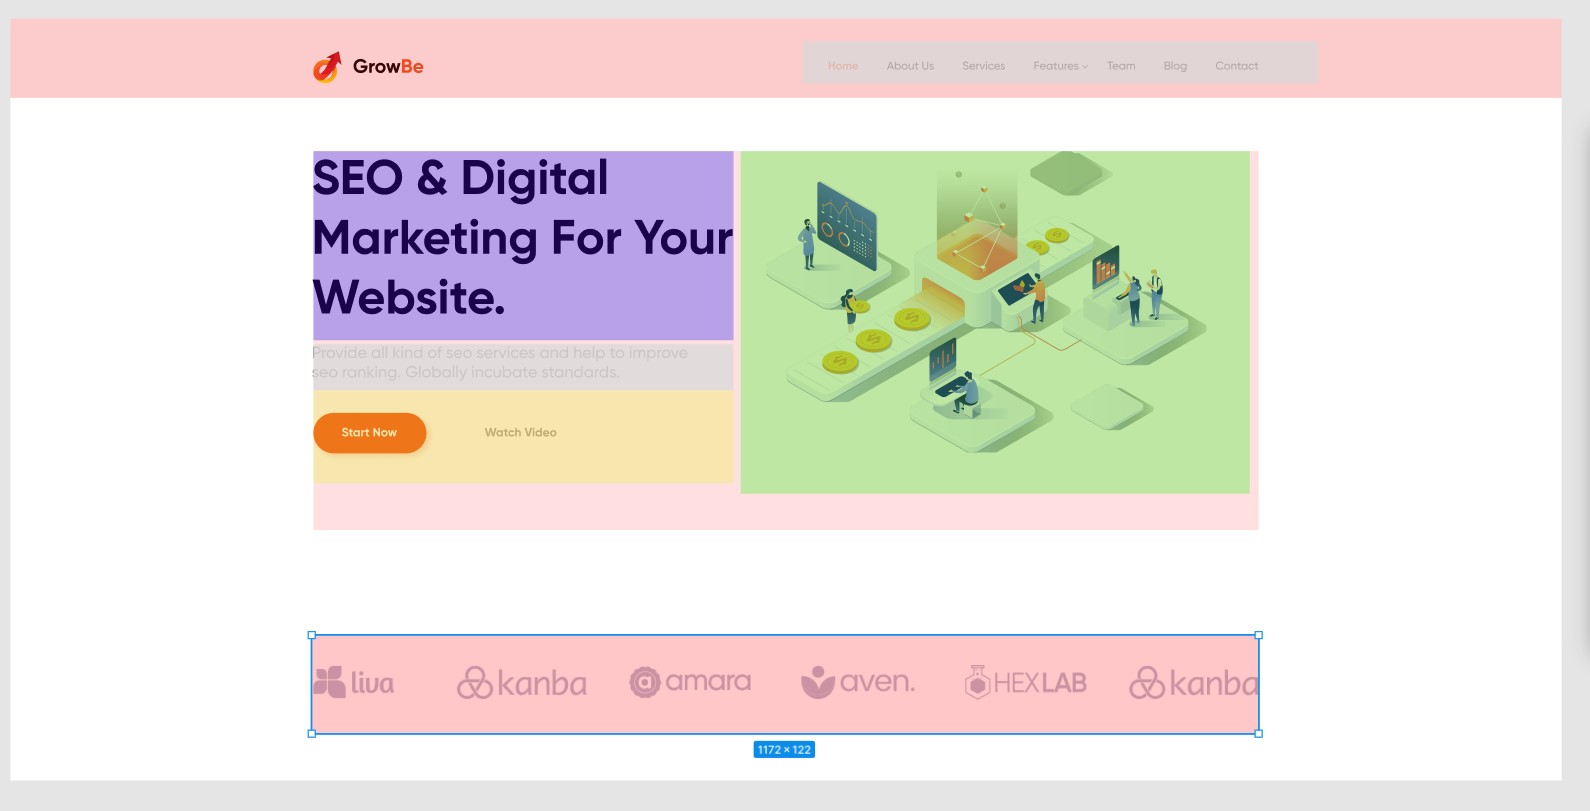 GrowBe
Home About Us Services Features Team Blog Contact
SEO & Digital
Marketing For Your
Website.
Provide all kind of seo services and help to improve
seo ranking. Globally incubate standards.
Start Now Watch Video
liva kanba amara aven. HEXLAB kanba
1172 × 122